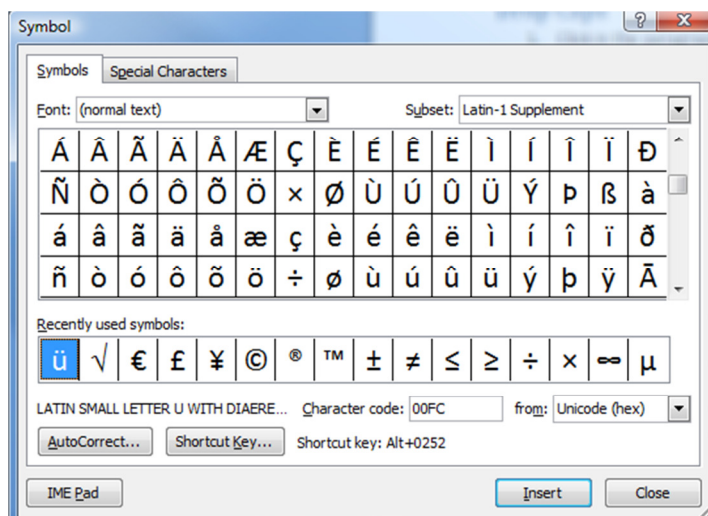 Symbol
Symbols Special Characters
Font: (normal text) Subset: Latin-1 Supplement
Á Â Ã Ä Å Æ Ç È É Ê Ë Ì Í Î Ï Đ
Ñ Ò Ó Ô Õ Ö × Ø Ù Ú Û Ü Ý Þ ß à
á â ã ä å æ ç è é ê ë ì í î ï ð
ñ ò ó ô õ ö ÷ ø ù ú û ü ý þ ÿ Ā
Recently used symbols:
ü √ € £ ¥ © ® ™ ± ≠ ≤ ≥ ÷ × ∞ µ
LATIN SMALL LETTER U WITH DIAERE... Character code: 00FC from: Unicode (hex)
AutoCorrect... Shortcut Key... Shortcut key: Alt+0252
IME Pad Insert Close